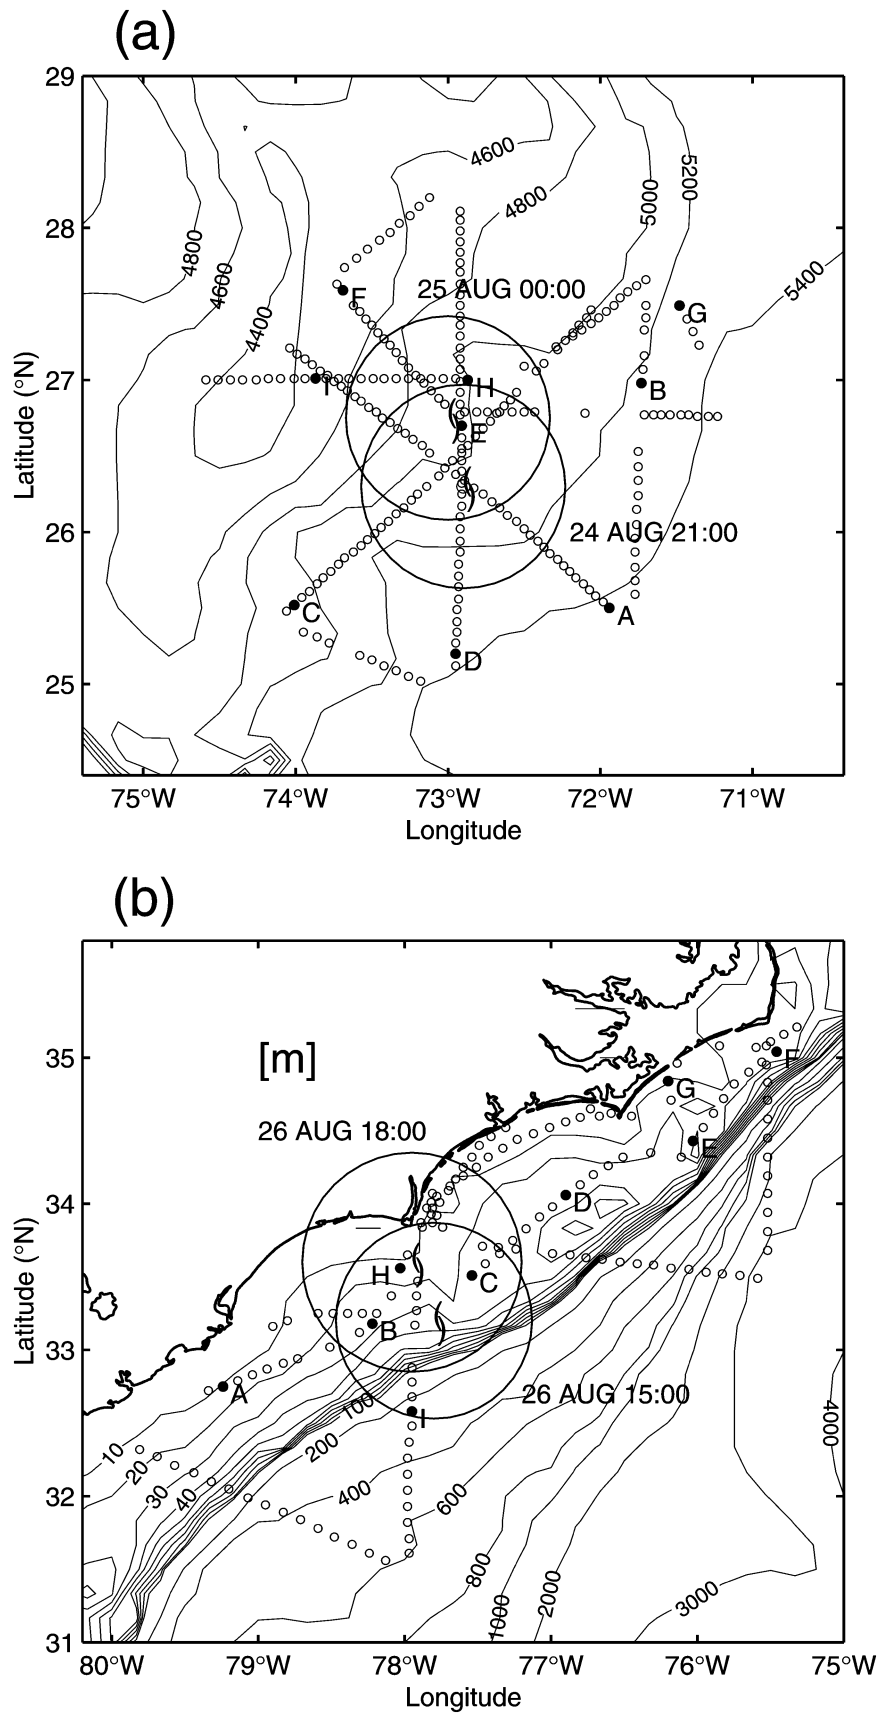 (a)
29
28
27
26
25
Latitude (°N)
4600
4800
5000
5200
5400
4800
4600
4400
25 AUG 00:00
24 AUG 21:00
F
G
I
H
B
E
C
A
D
75°W
74°W
73°W
72°W
71°W
Longitude
(b)
35
34
33
32
31
Latitude (°N)
[m]
26 AUG 18:00
26 AUG 15:00
F
G
E
D
H
C
B
A
I
10
20
30
40
100
200
400
600
800
1000
2000
3000
4000
80°W
79°W
78°W
77°W
76°W
75°W
Longitude